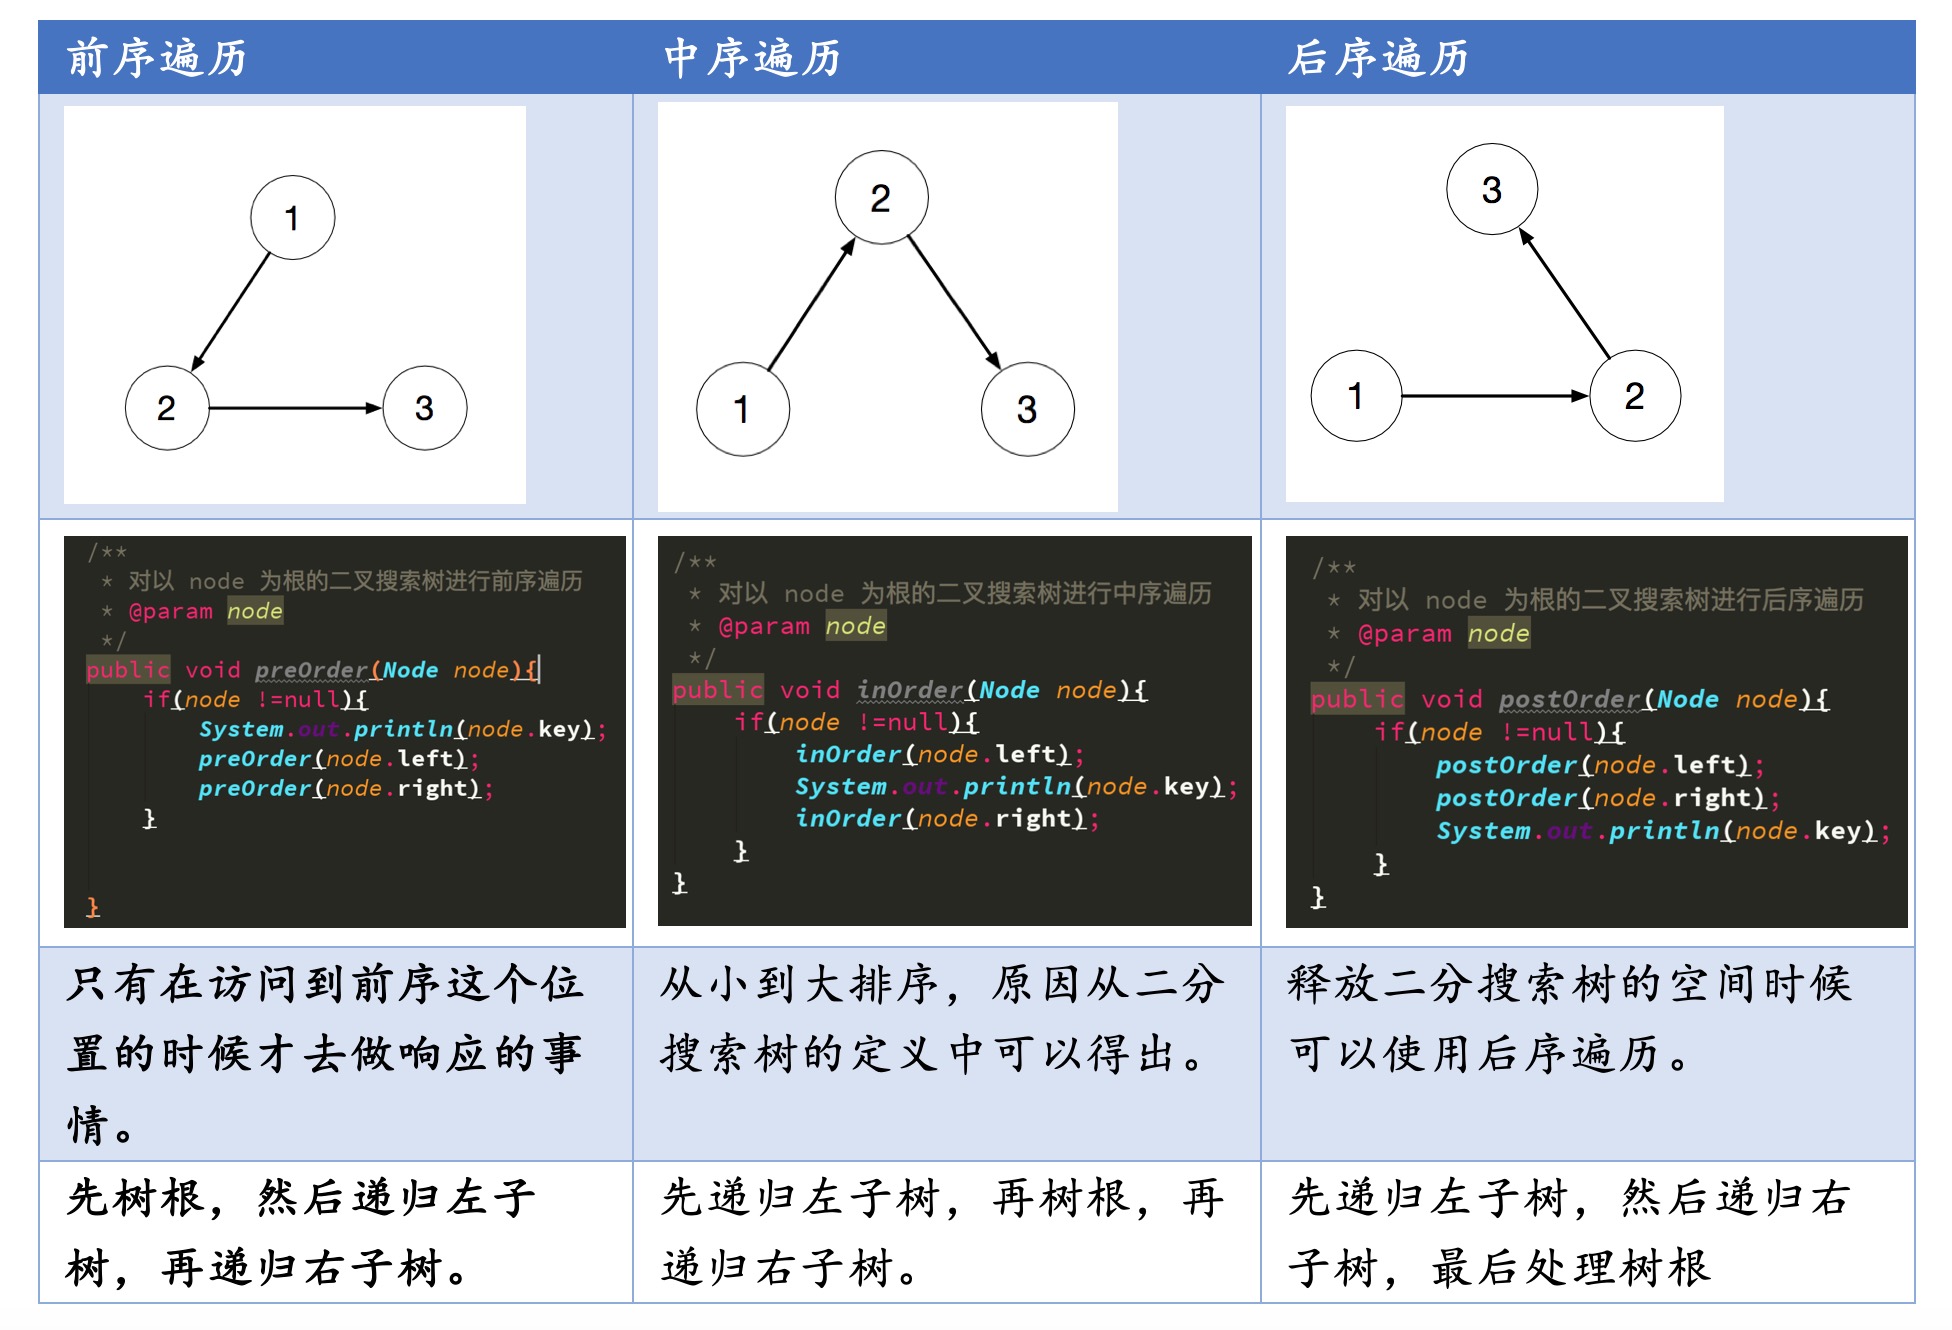 前序遍历
中序遍历
后序遍历
1
2
3
2
1
3
3
1
2
/**
* 对以 node 为根的二叉搜索树进行前序遍历
* @param node
*/
public void preOrder(Node node){
if(node !=null){
System.out.println(node.key);
preOrder(node.left);
preOrder(node.right);
}
}
/**
* 对以 node 为根的二叉搜索树进行中序遍历
* @param node
*/
public void inOrder(Node node){
if(node !=null){
inOrder(node.left);
System.out.println(node.key);
inOrder(node.right);
}
}
/**
* 对以 node 为根的二叉搜索树进行后序遍历
* @param node
*/
public void postOrder(Node node){
if(node !=null){
postOrder(node.left);
postOrder(node.right);
System.out.println(node.key);
}
}
只有在访问到前序这个位
置的时候才去做响应的事
情。
从小到大排序，原因从二分
搜索树的定义中可以得出。
释放二分搜索树的空间时候
可以使用后序遍历。
先树根，然后递归左子
树，再递归右子树。
先递归左子树，再树根，再
递归右子树。
先递归左子树，然后递归右
子树，最后处理树根